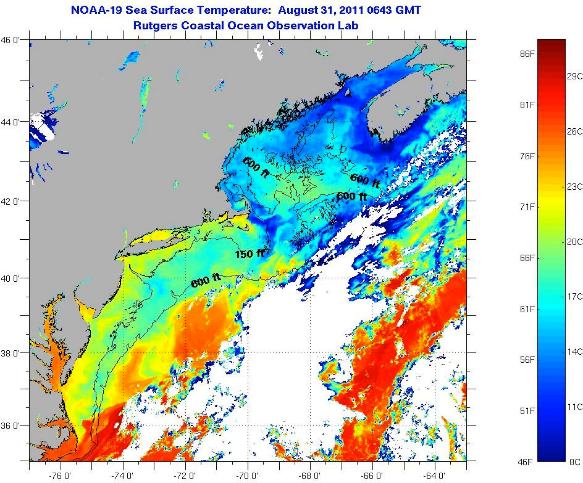 NOAA-19 Sea Surface Temperature: August 31, 2011 0643 GMT
Rutgers Coastal Ocean Observation Lab
46 0'
44 0'
42 0'
40 0'
38 0'
36 0'
600 ft
600 ft
600 ft
150 ft
600 ft
-76 0'
-74 0'
-72 0'
-70 0'
-68 0'
-66 0'
-64 0'
86F
81F
76F
71F
66F
61F
56F
51F
46F
29C
26C
23C
20C
17C
14C
11C
8C